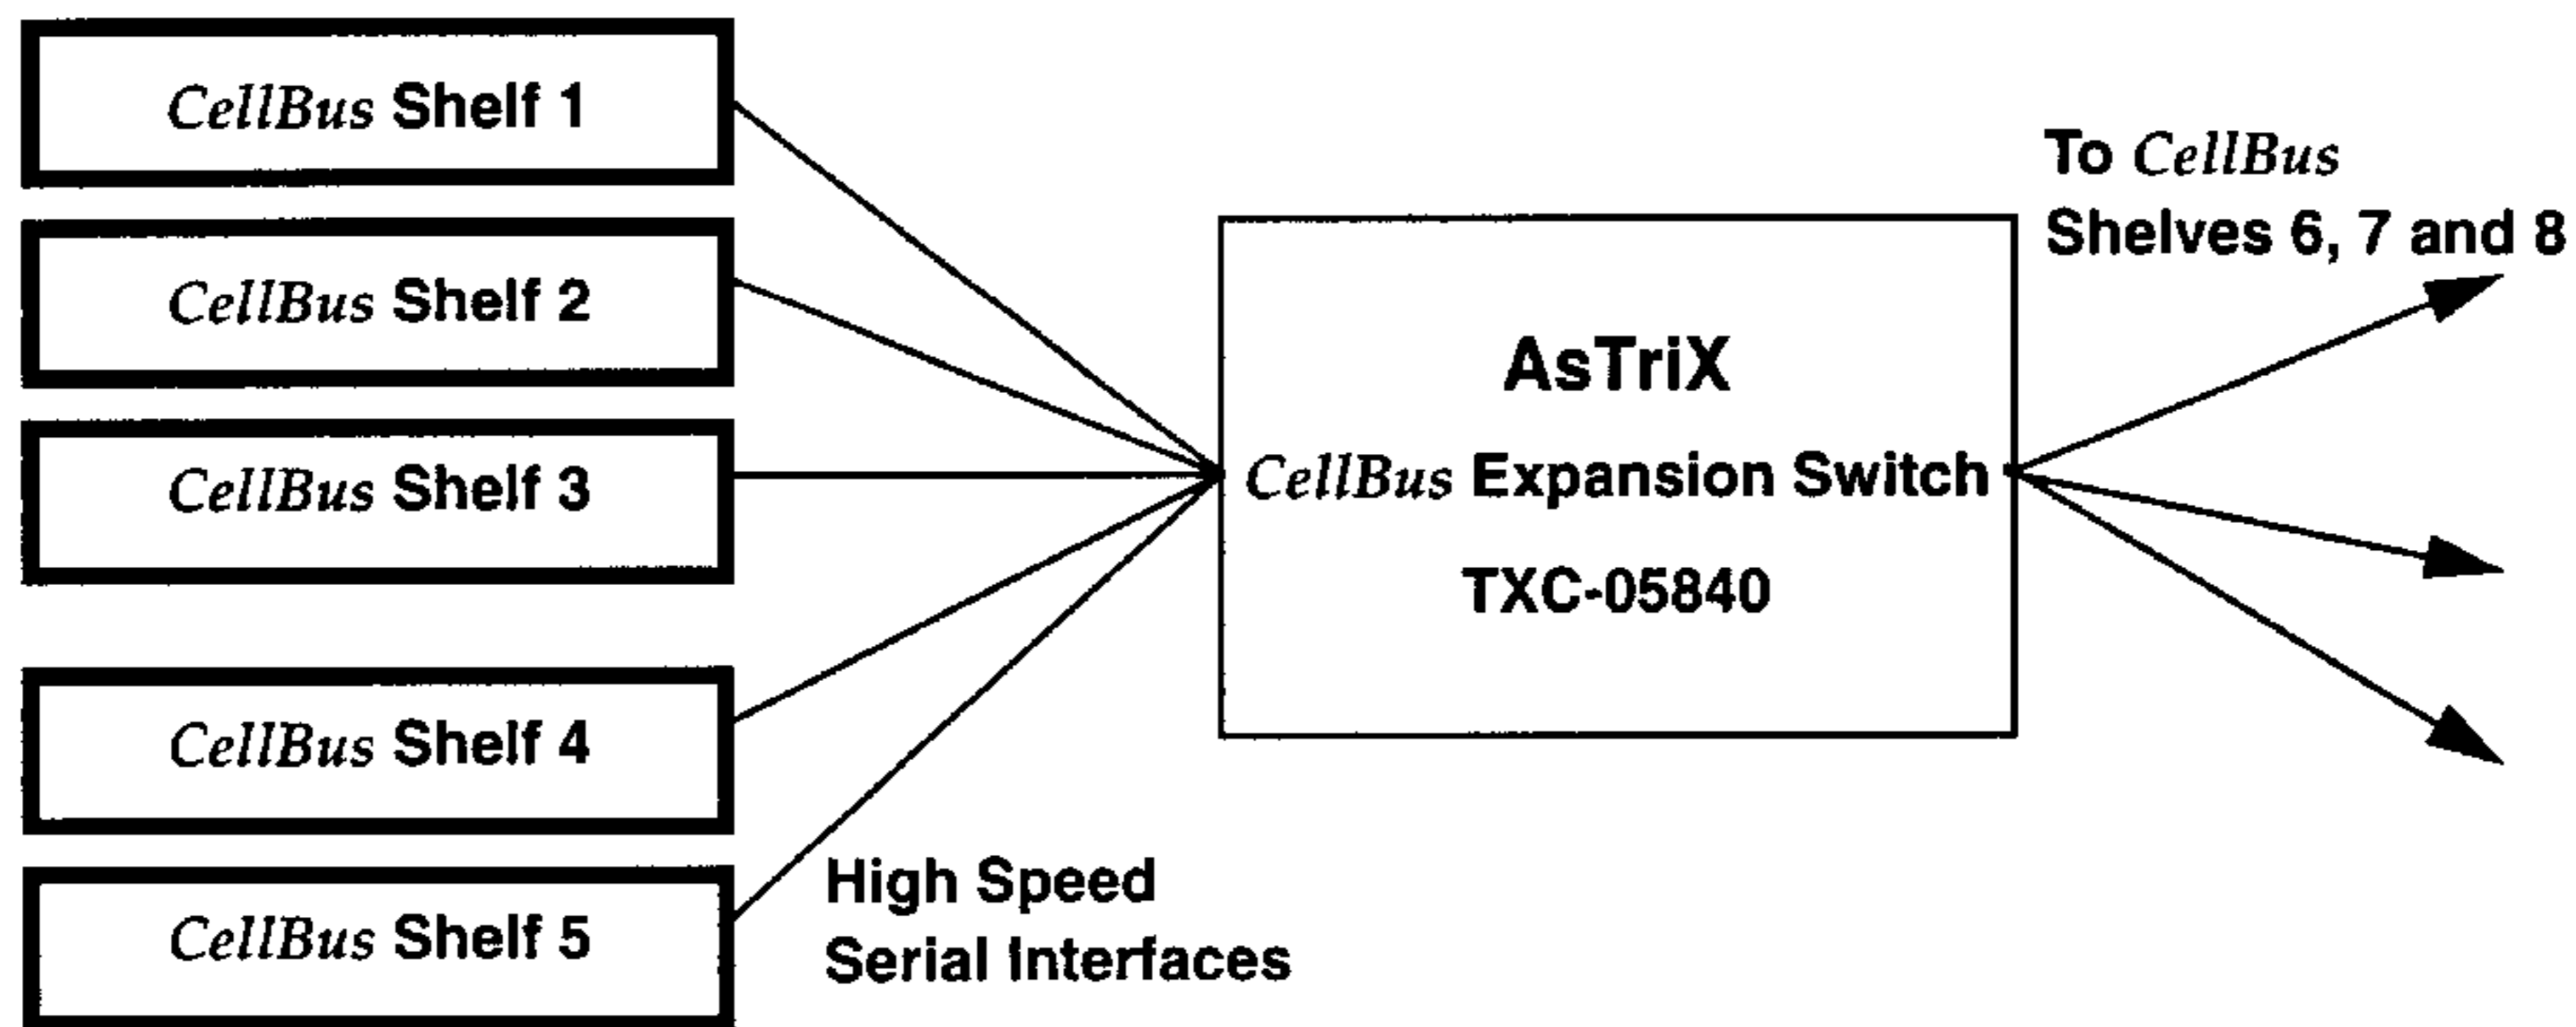 CellBus Shelf 1
CellBus Shelf 2
CellBus Shelf 3
CellBus Shelf 4
CellBus Shelf 5
High Speed
Serial Interfaces
AsTriX
CellBus Expansion Switch
TXC-05840
To CellBus
Shelves 6, 7 and 8